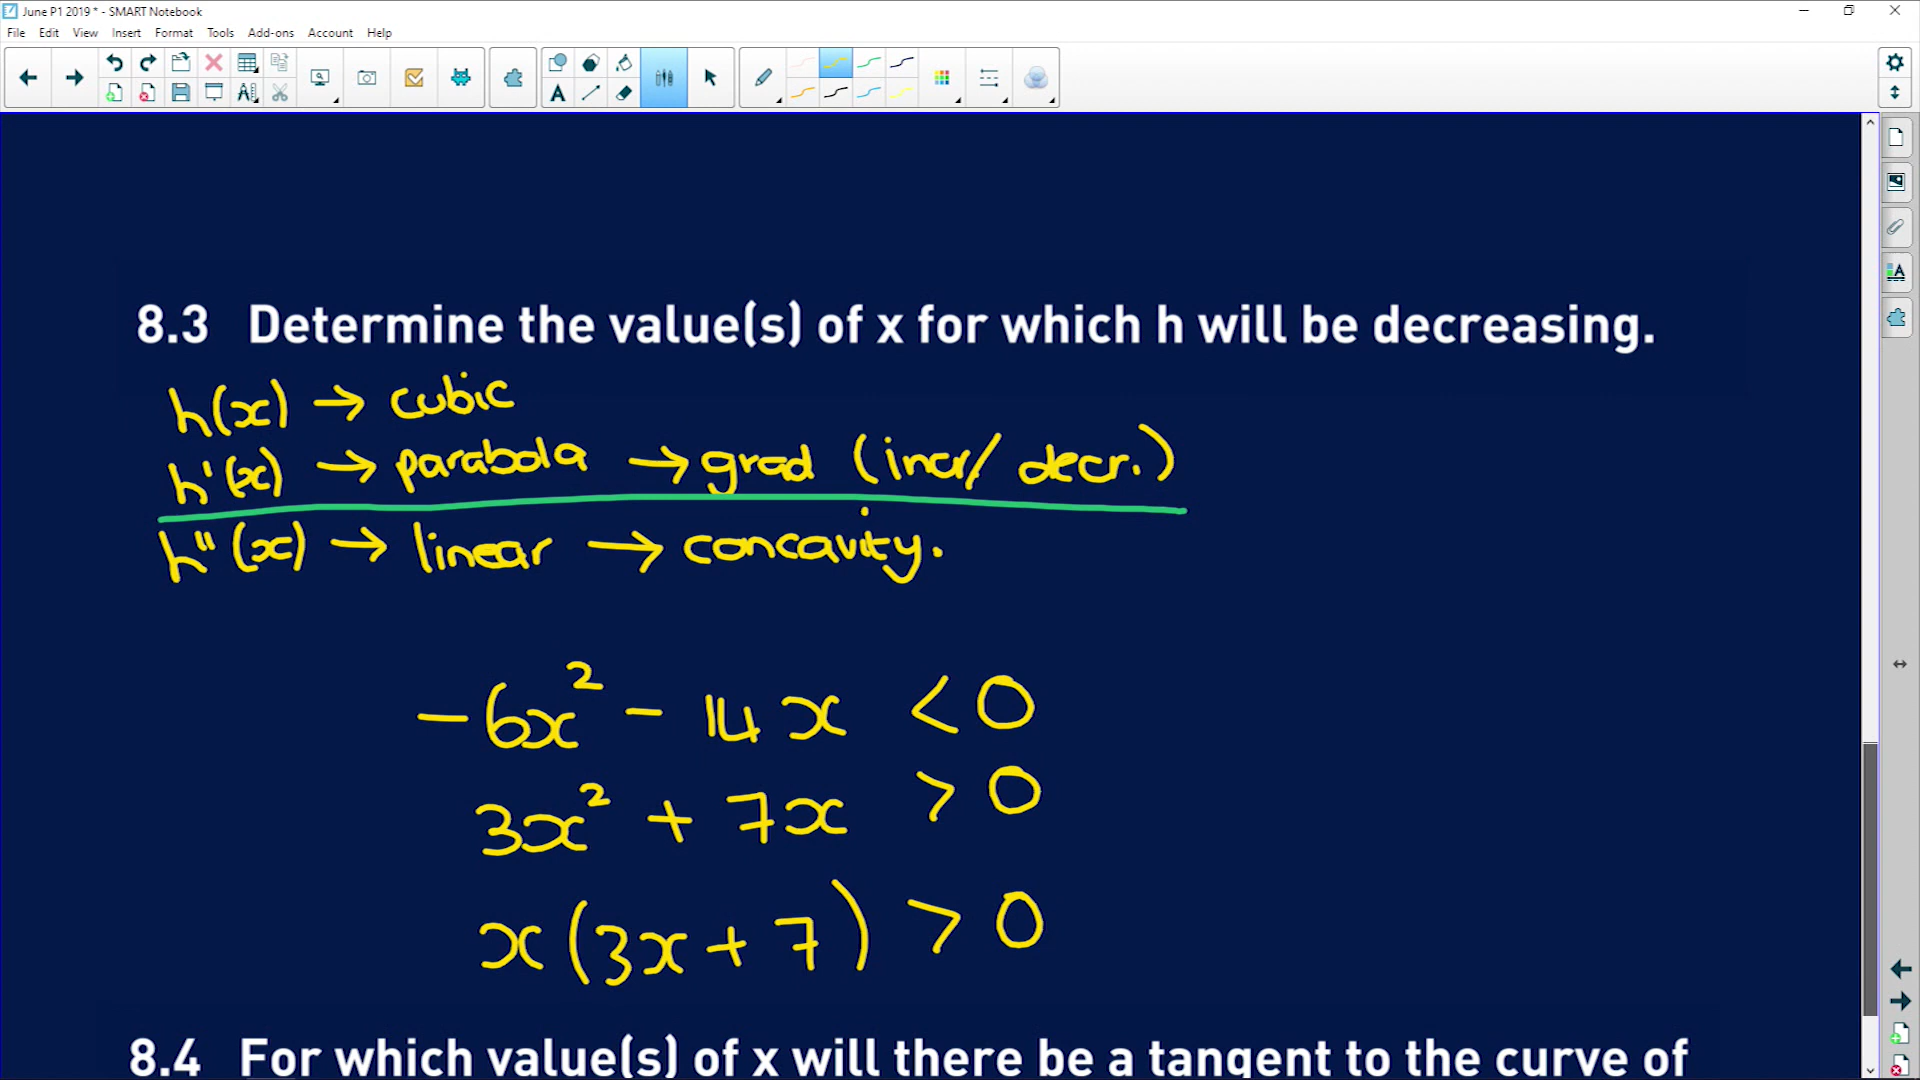 June P1 2019 * - SMART Notebook
File Edit View Insert Format Tools Add-ons Account Help
8.3 Determine the value(s) of x for which h will be decreasing.
h(x) → cubic
h'(x) → parabola → grad (incr/ decr.)
h"(x) → linear → concavity.
-6x² - 14x < 0
3x² + 7x > 0
x(3x + 7) > 0
8.4 For which value(s) of x will there be a tangent to the curve of